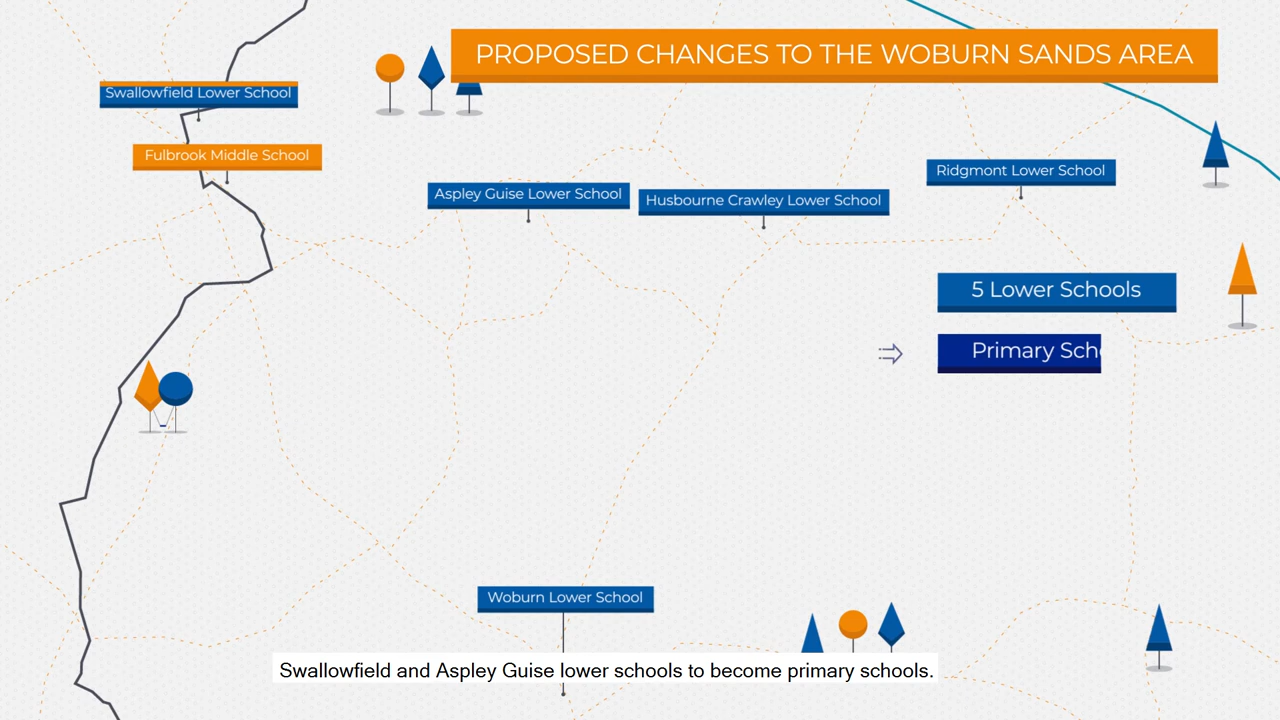 PROPOSED CHANGES TO THE WOBURN SANDS AREA
Swallowfield Lower School
Fulbrook Middle School
Aspley Guise Lower School
Husbourne Crawley Lower School
Ridgmont Lower School
5 Lower Schools
Primary Sch
Woburn Lower School
Swallowfield and Aspley Guise lower schools to become primary schools.